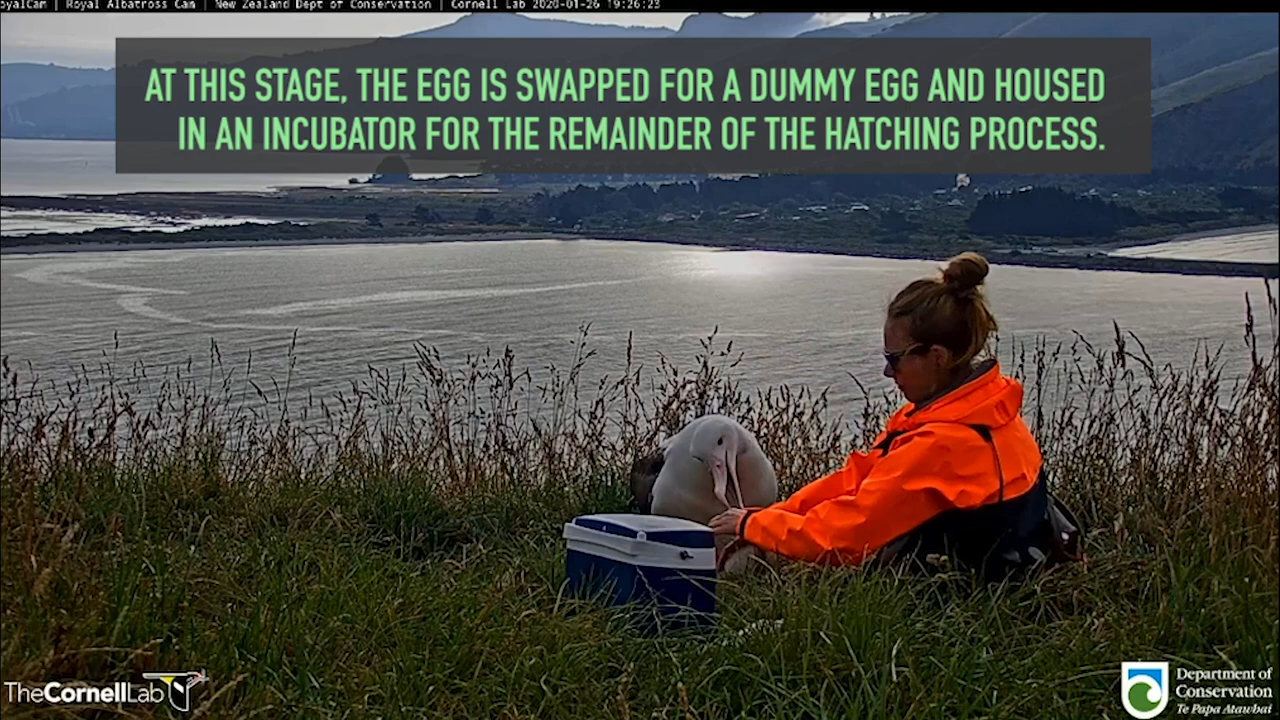 oyalCam | Royal Albatross Cam | New Zealand Dept of Conservation | Cornell Lab 2020-01-26 19:26:23
AT THIS STAGE, THE EGG IS SWAPPED FOR A DUMMY EGG AND HOUSED
IN AN INCUBATOR FOR THE REMAINDER OF THE HATCHING PROCESS.
TheCornellLab
Department of
Conservation
Te Papa Atawhai